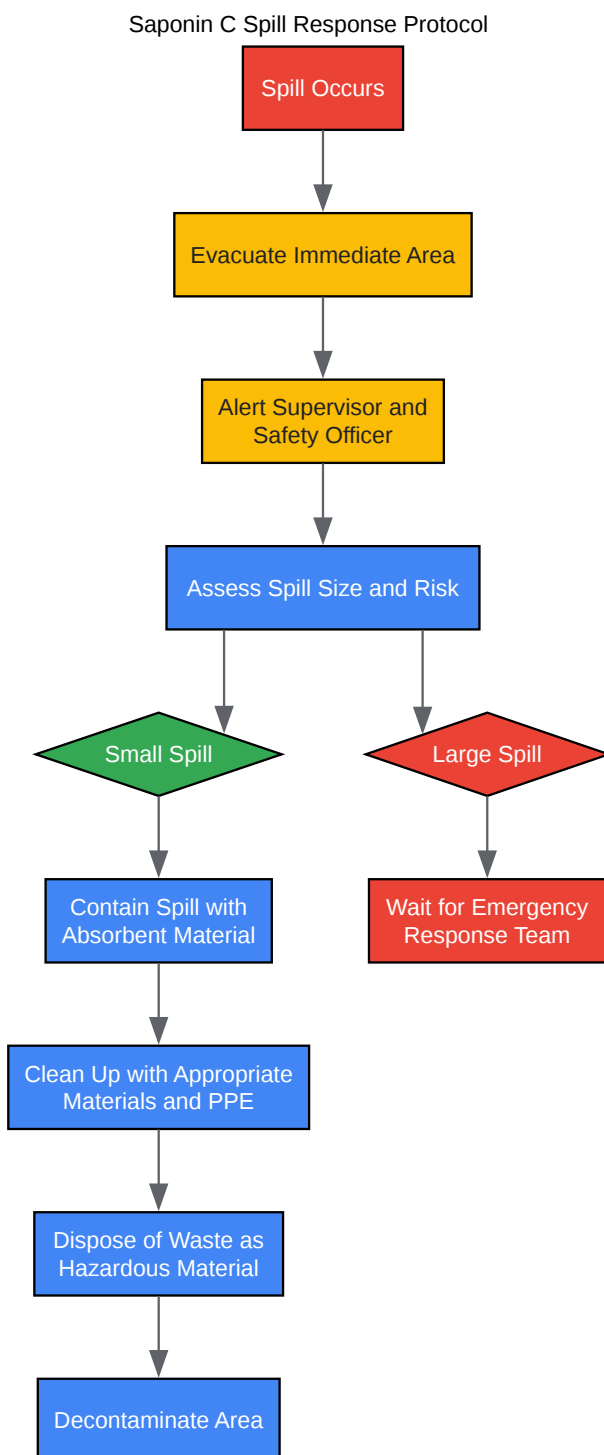 Saponin C Spill Response Protocol
Spill Occurs
Evacuate Immediate Area
Alert Supervisor and
Safety Officer
Assess Spill Size and Risk
Small Spill
Large Spill
Contain Spill with
Absorbent Material
Wait for Emergency
Response Team
Clean Up with Appropriate
Materials and PPE
Dispose of Waste as
Hazardous Material
Decontaminate Area